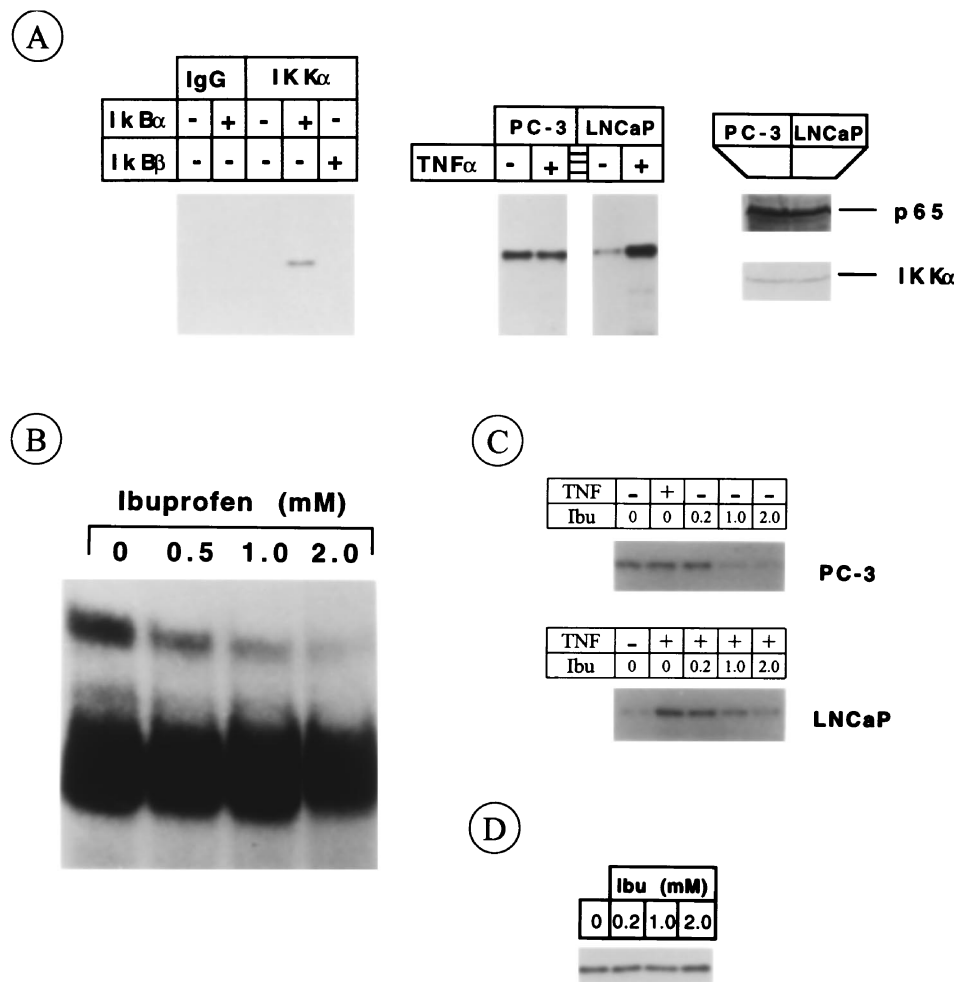 A
IgG IKKα
IkBα - + - + -
IkBβ - - - - +
PC-3 LNCaP
TNFα - + - +
PC-3 LNCaP
p65
IKKα
B
Ibuprofen (mM)
0 0.5 1.0 2.0
C
TNF - + - - -
Ibu 0 0 0.2 1.0 2.0
PC-3
TNF - + + + +
Ibu 0 0 0.2 1.0 2.0
LNCaP
D
Ibu (mM)
0 0.2 1.0 2.0